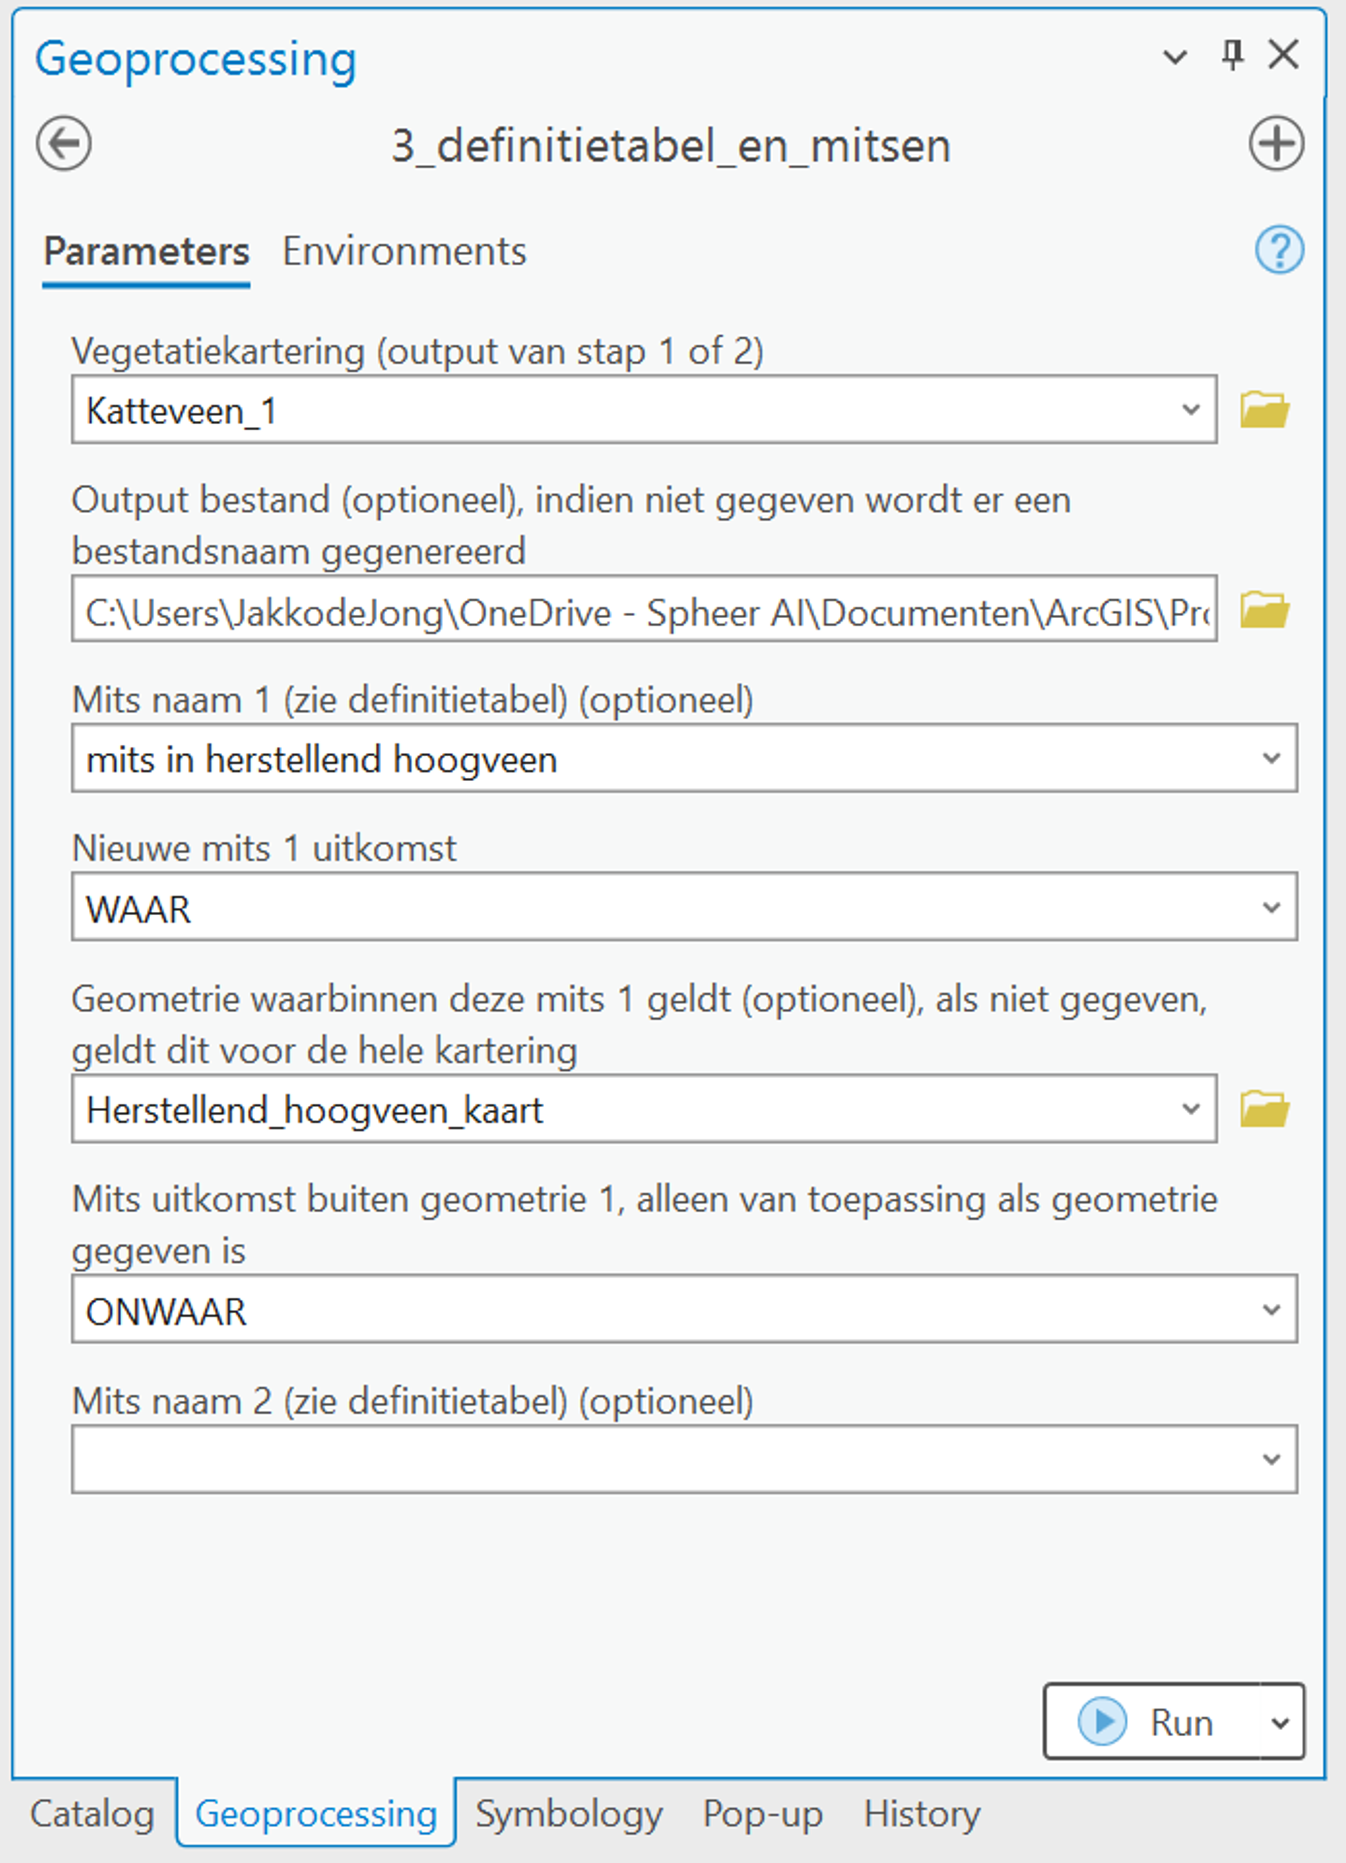 Geoprocessing
3_definitietabel_en_mitsen
Parameters Environments
Vegetatiekartering (output van stap 1 of 2)
Katteveen_1
Output bestand (optioneel), indien niet gegeven wordt er een
bestandsnaam gegenereerd
C:\Users\JakkodeJong\OneDrive - Spheer AI\Documenten\ArcGIS\Pro
Mits naam 1 (zie definitietabel) (optioneel)
mits in herstellend hoogveen
Nieuwe mits 1 uitkomst
WAAR
Geometrie waarbinnen deze mits 1 geldt (optioneel), als niet gegeven,
geldt dit voor de hele kartering
Herstellend_hoogveen_kaart
Mits uitkomst buiten geometrie 1, alleen van toepassing als geometrie
gegeven is
ONWAAR
Mits naam 2 (zie definitietabel) (optioneel)
Run
Catalog Geoprocessing Symbology Pop-up History